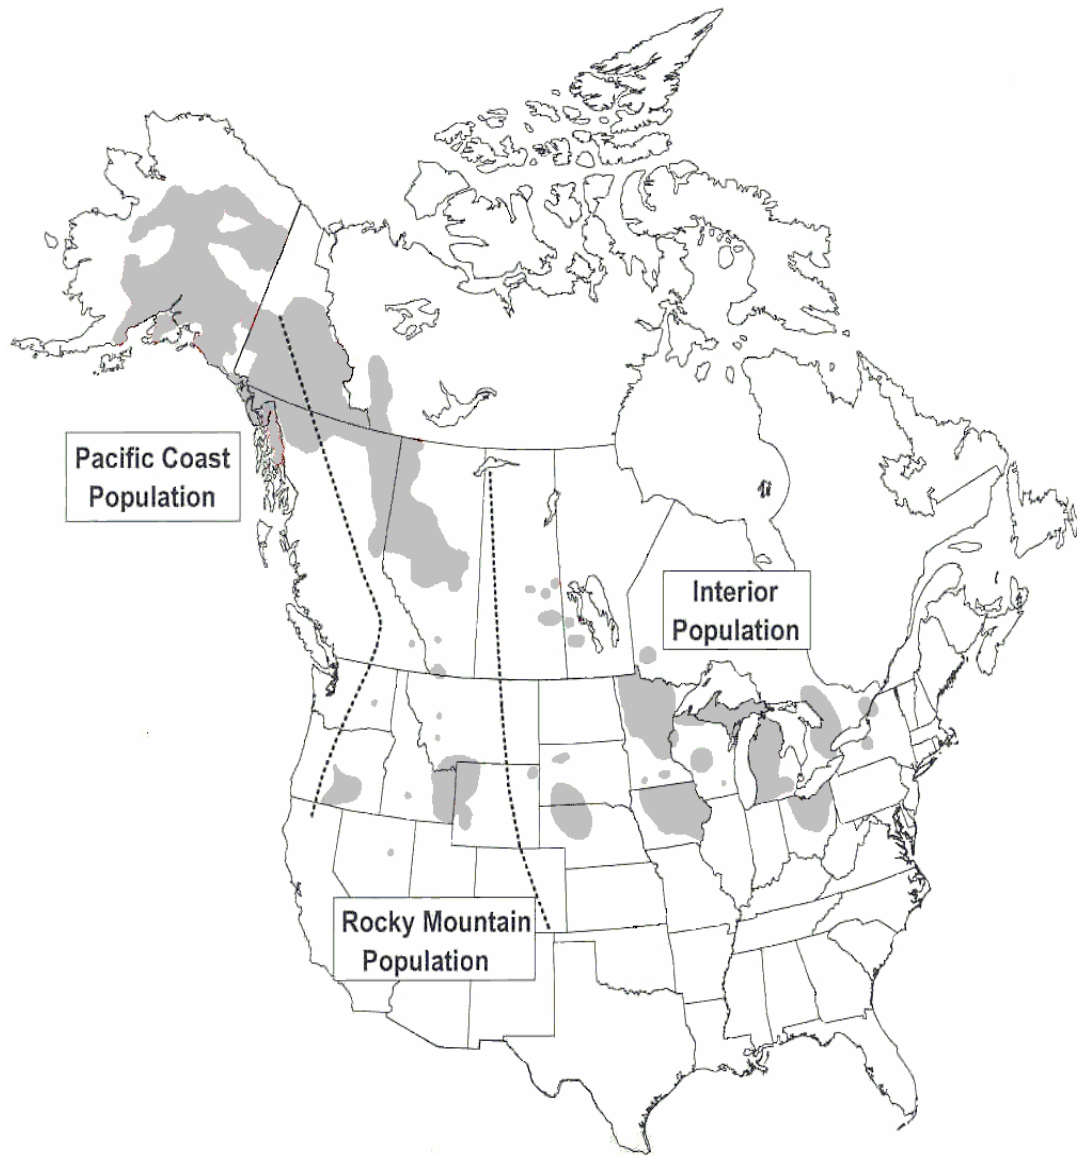 Pacific Coast
Population
Interior
Population
Rocky Mountain
Population